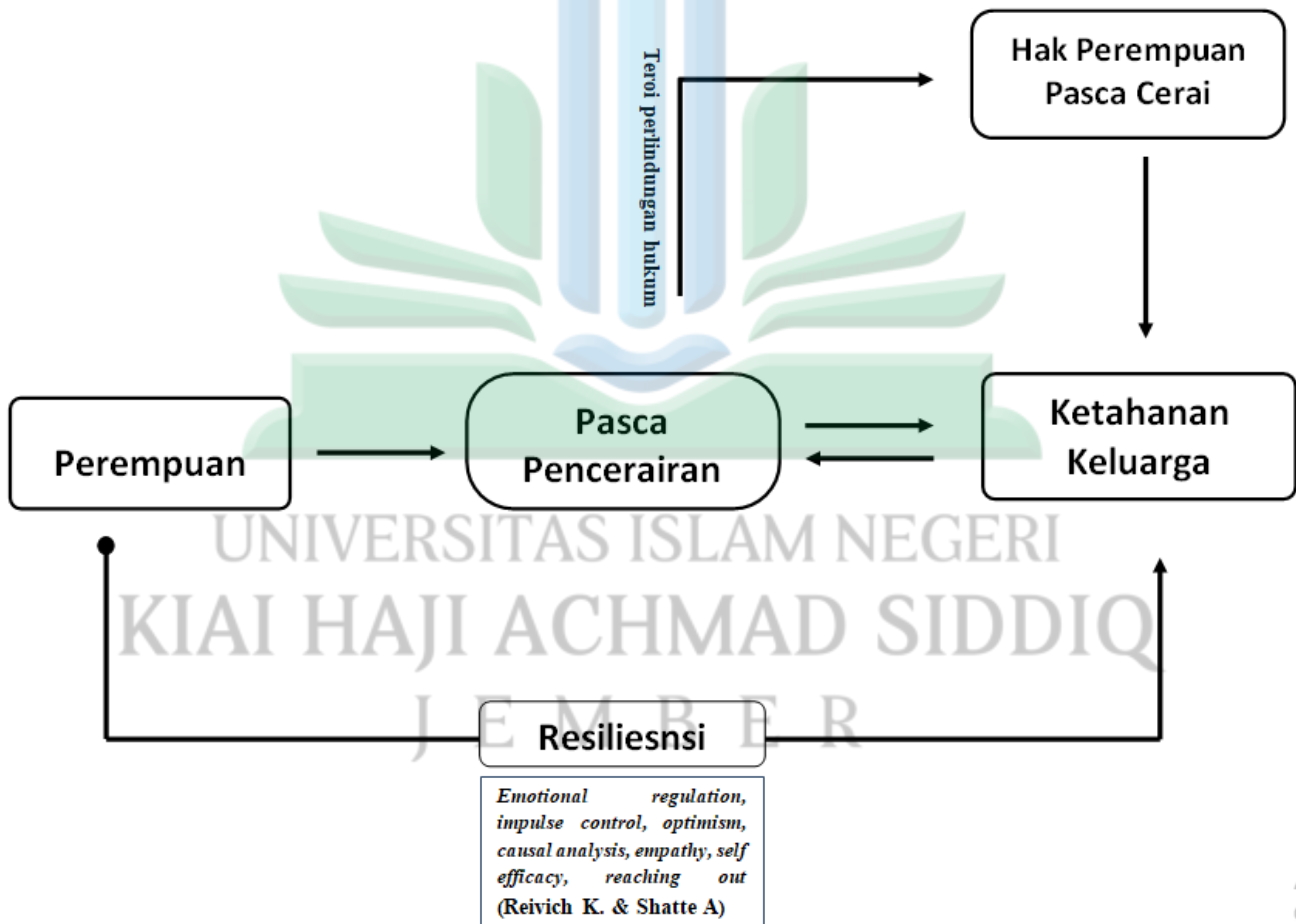 Teroi perlindungan hukum
Hak Perempuan
Pasca Cerai
Perempuan
Pasca
Pencerairan
Ketahanan
Keluarga
UNIVERSITAS ISLAM NEGERI
KIAI HAJI ACHMAD SIDDIQ
J E M B E R
Resiliesnsi
Emotional regulation,
impulse control, optimism,
causal analysis, empathy, self
efficacy, reaching out
(Reivich K. & Shatte A)